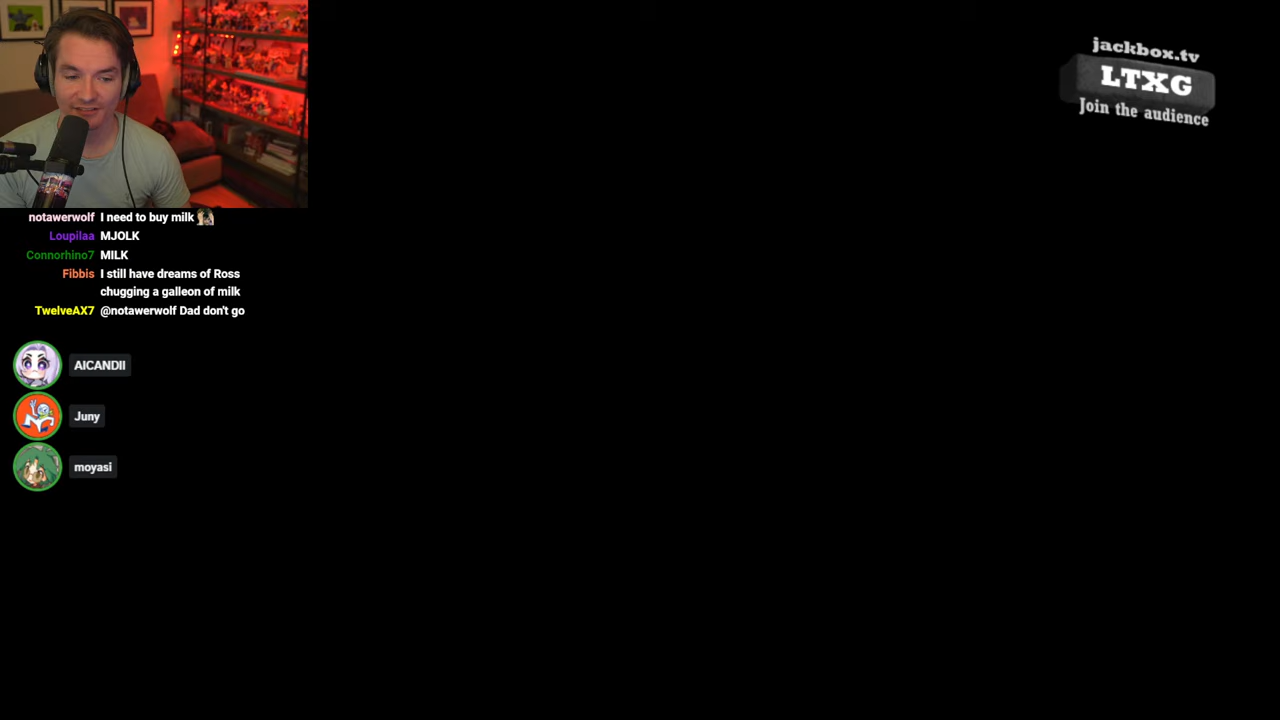 jackbox.tv
LTXG
Join the audience
notawerwolf I need to buy milk
Loupilaa MJOLK
Connorhino7 MILK
Fibbis I still have dreams of Ross
chugging a galleon of milk
TwelveAX7 @notawerwolf Dad don't go
AICANDII
Juny
moyasi